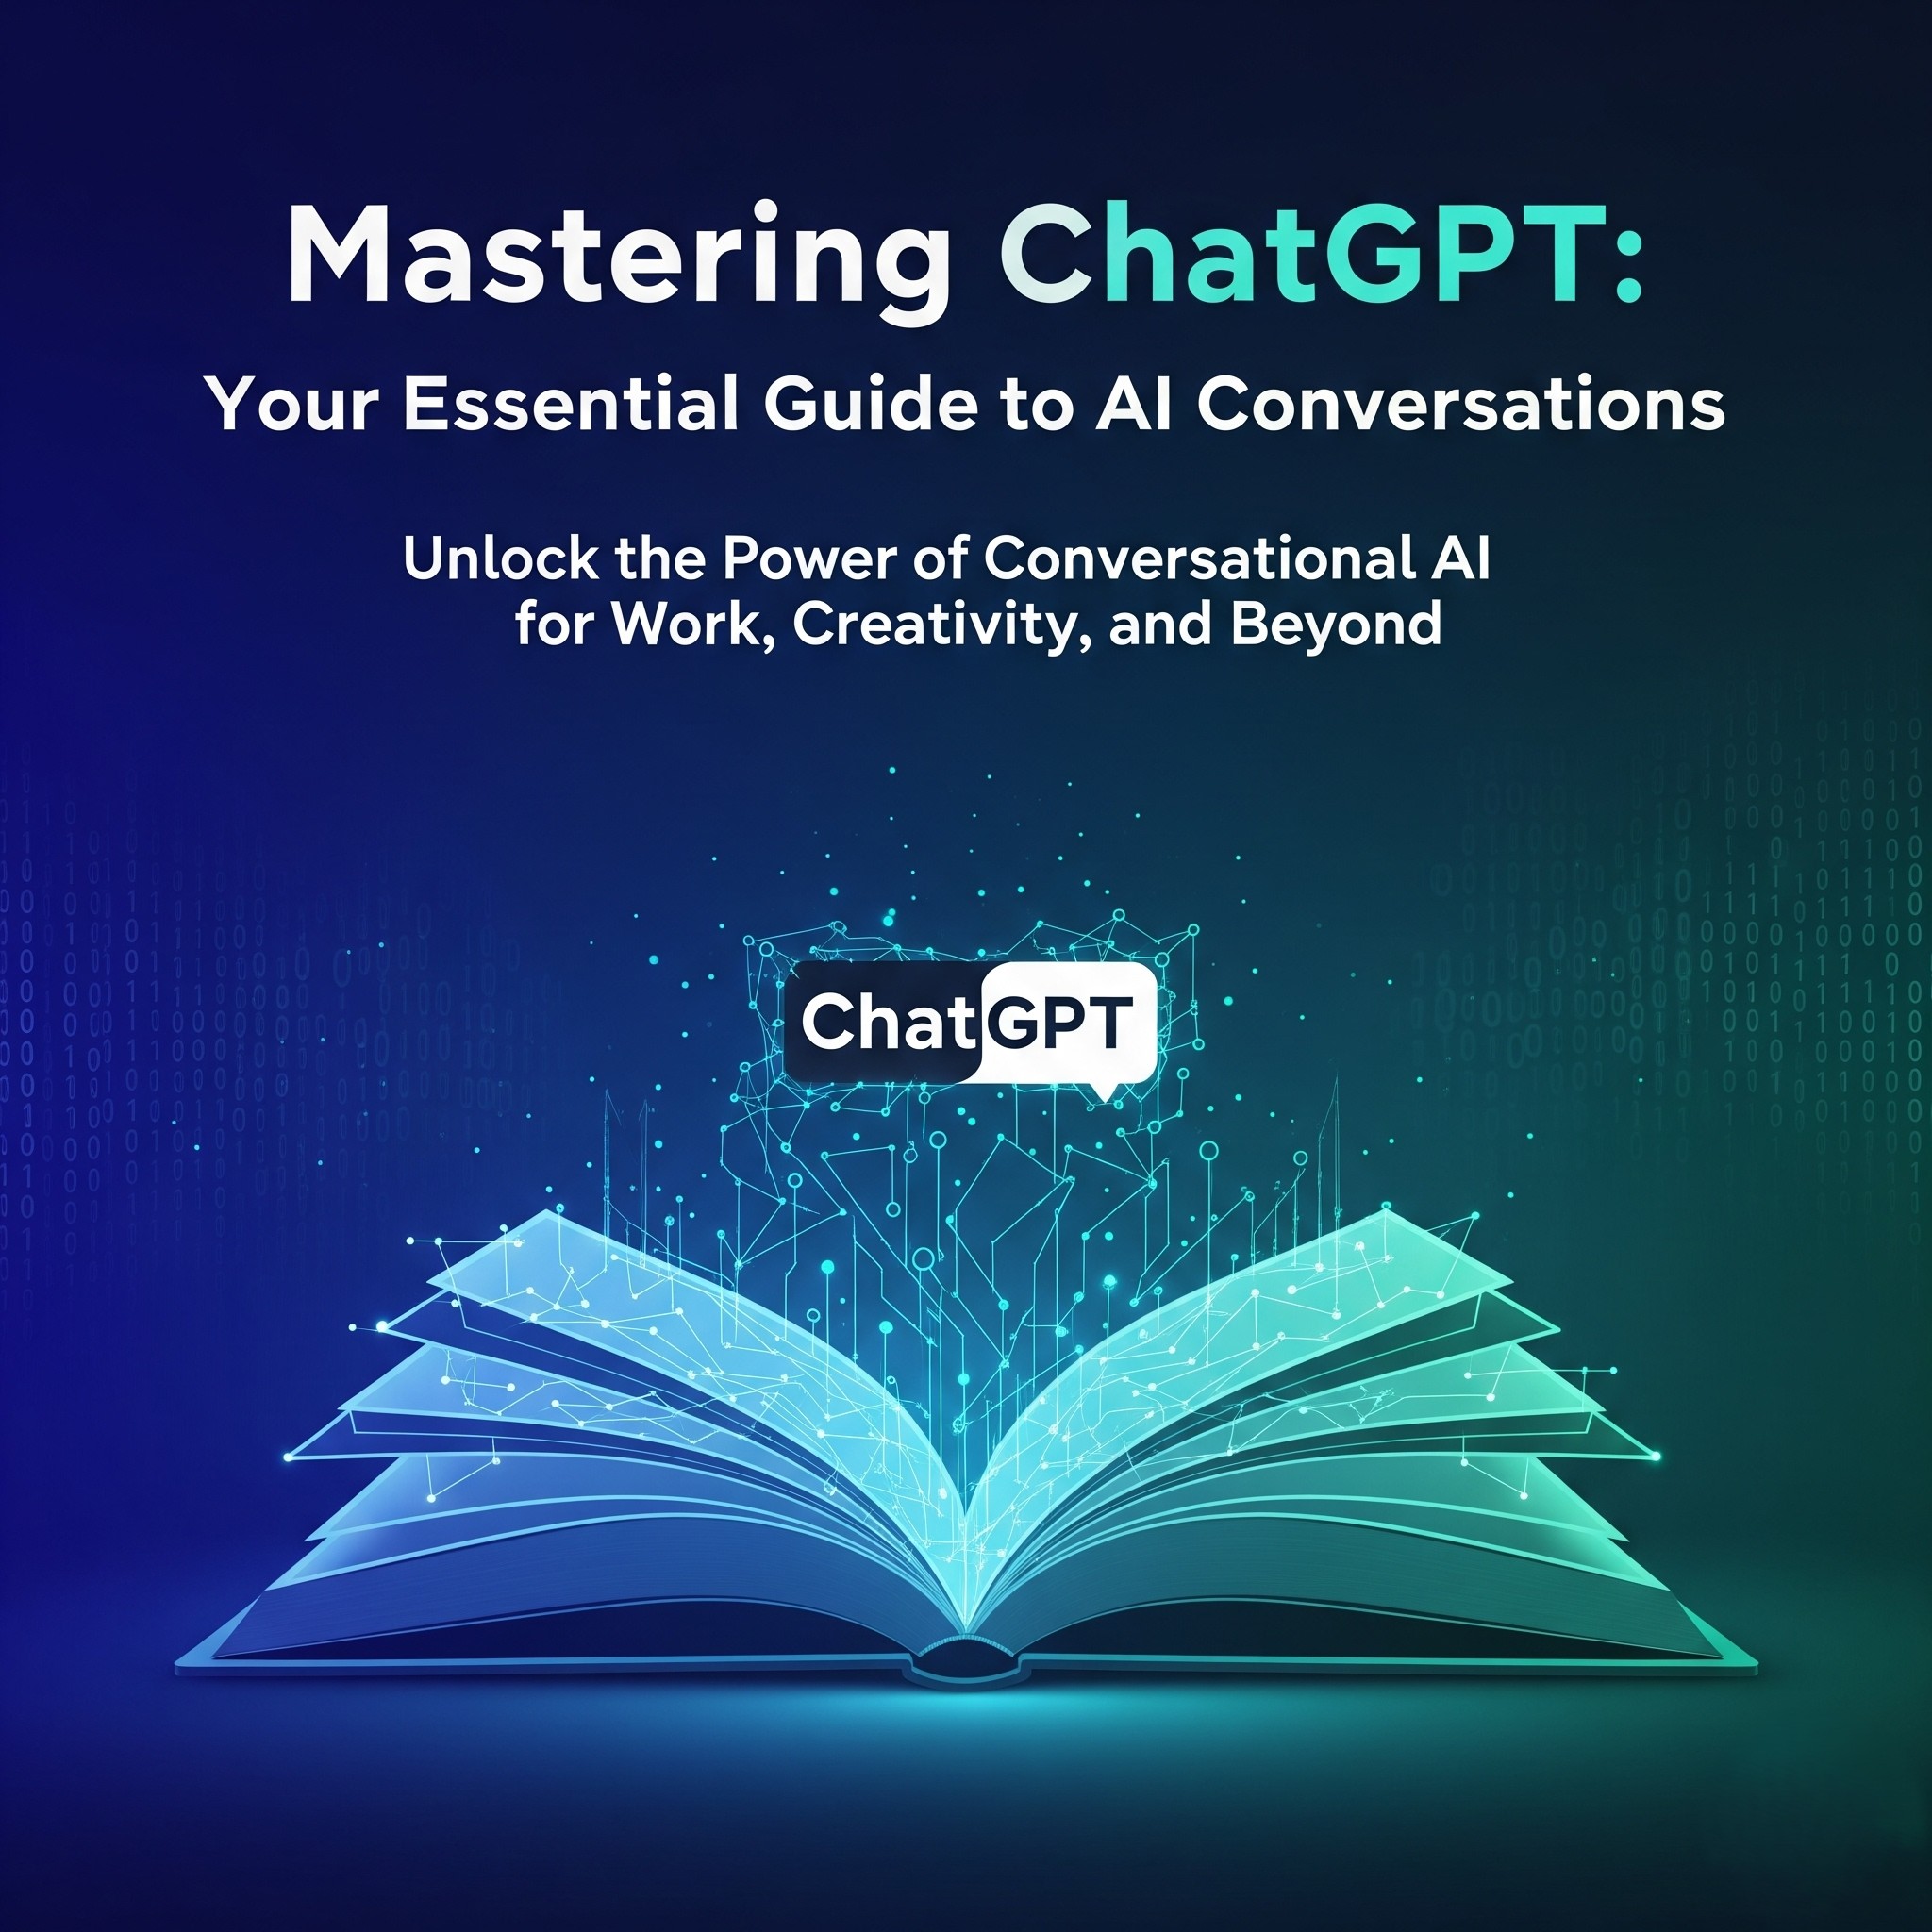 Mastering ChatGPT:
Your Essential Guide to AI Conversations
Unlock the Power of Conversational AI
for Work, Creativity, and Beyond
ChatGPT